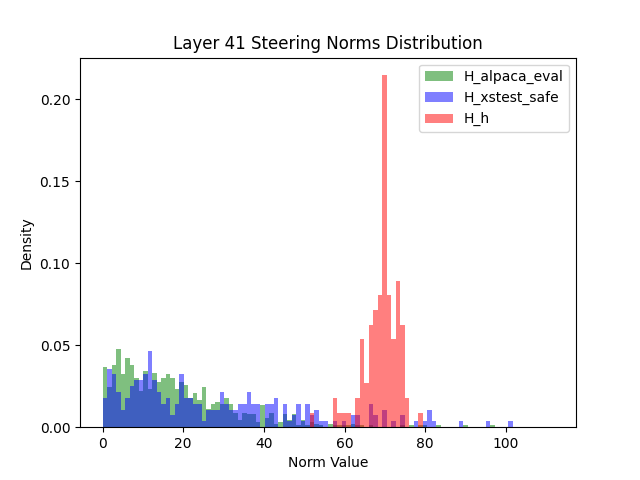 Layer 41 Steering Norms Distribution
H_alpaca_eval
H_xstest_safe
H_h
0.20
0.15
0.10
0.05
0.00
Density
0 20 40 60 80 100
Norm Value